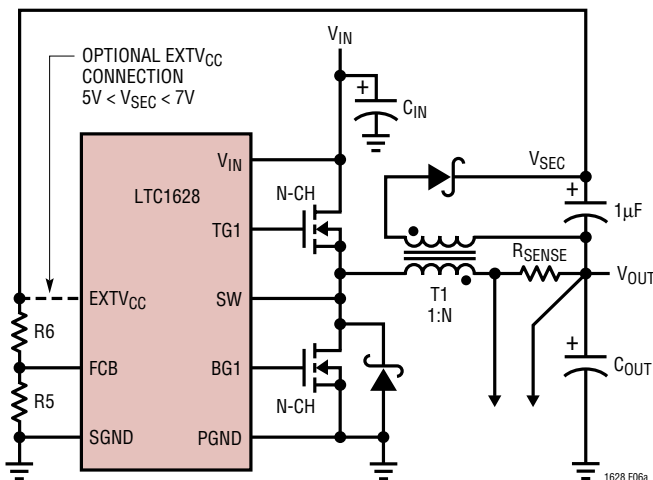 OPTIONAL EXTVCC
CONNECTION
5V < VSEC < 7V
VIN
+
CIN
LTC1628
VIN
N-CH
TG1
VSEC
+
1μF
RSENSE
VOUT
T1
1:N
EXTVCC
SW
R6
FCB
BG1
N-CH
+
COUT
R5
SGND
PGND
1628 F06a